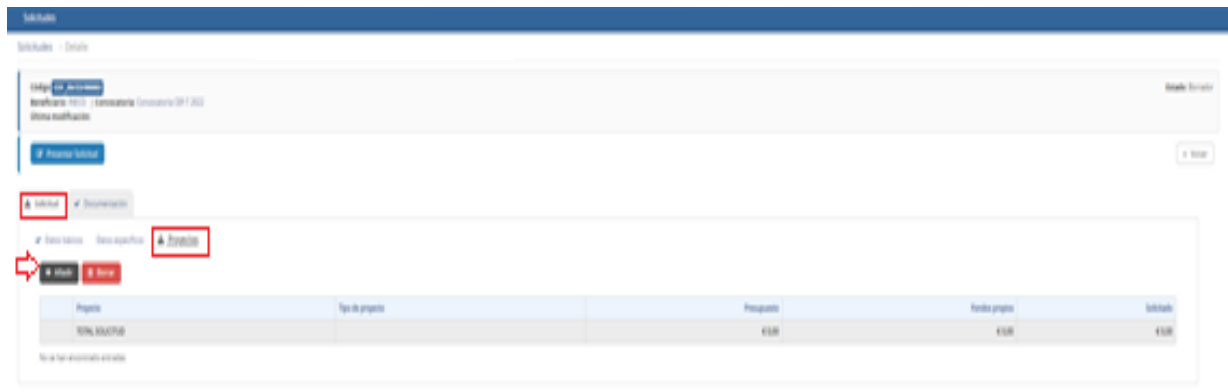 Solicitudes
Solicitudes > Detalle
Código
Estado: Borrador
Beneficiario: | Convocatoria: Convocatoria
Última modificación:
Presentar Solicitud
Volver
Solicitud Documentación
Datos básicos Datos específicos Proyectos
Añadir Borrar
Proyecto Tipo de proyecto Presupuesto Fondos propios Solicitado
TOTAL SOLICITUD € 0,00 € 0,00 € 0,00
No se han encontrado entradas